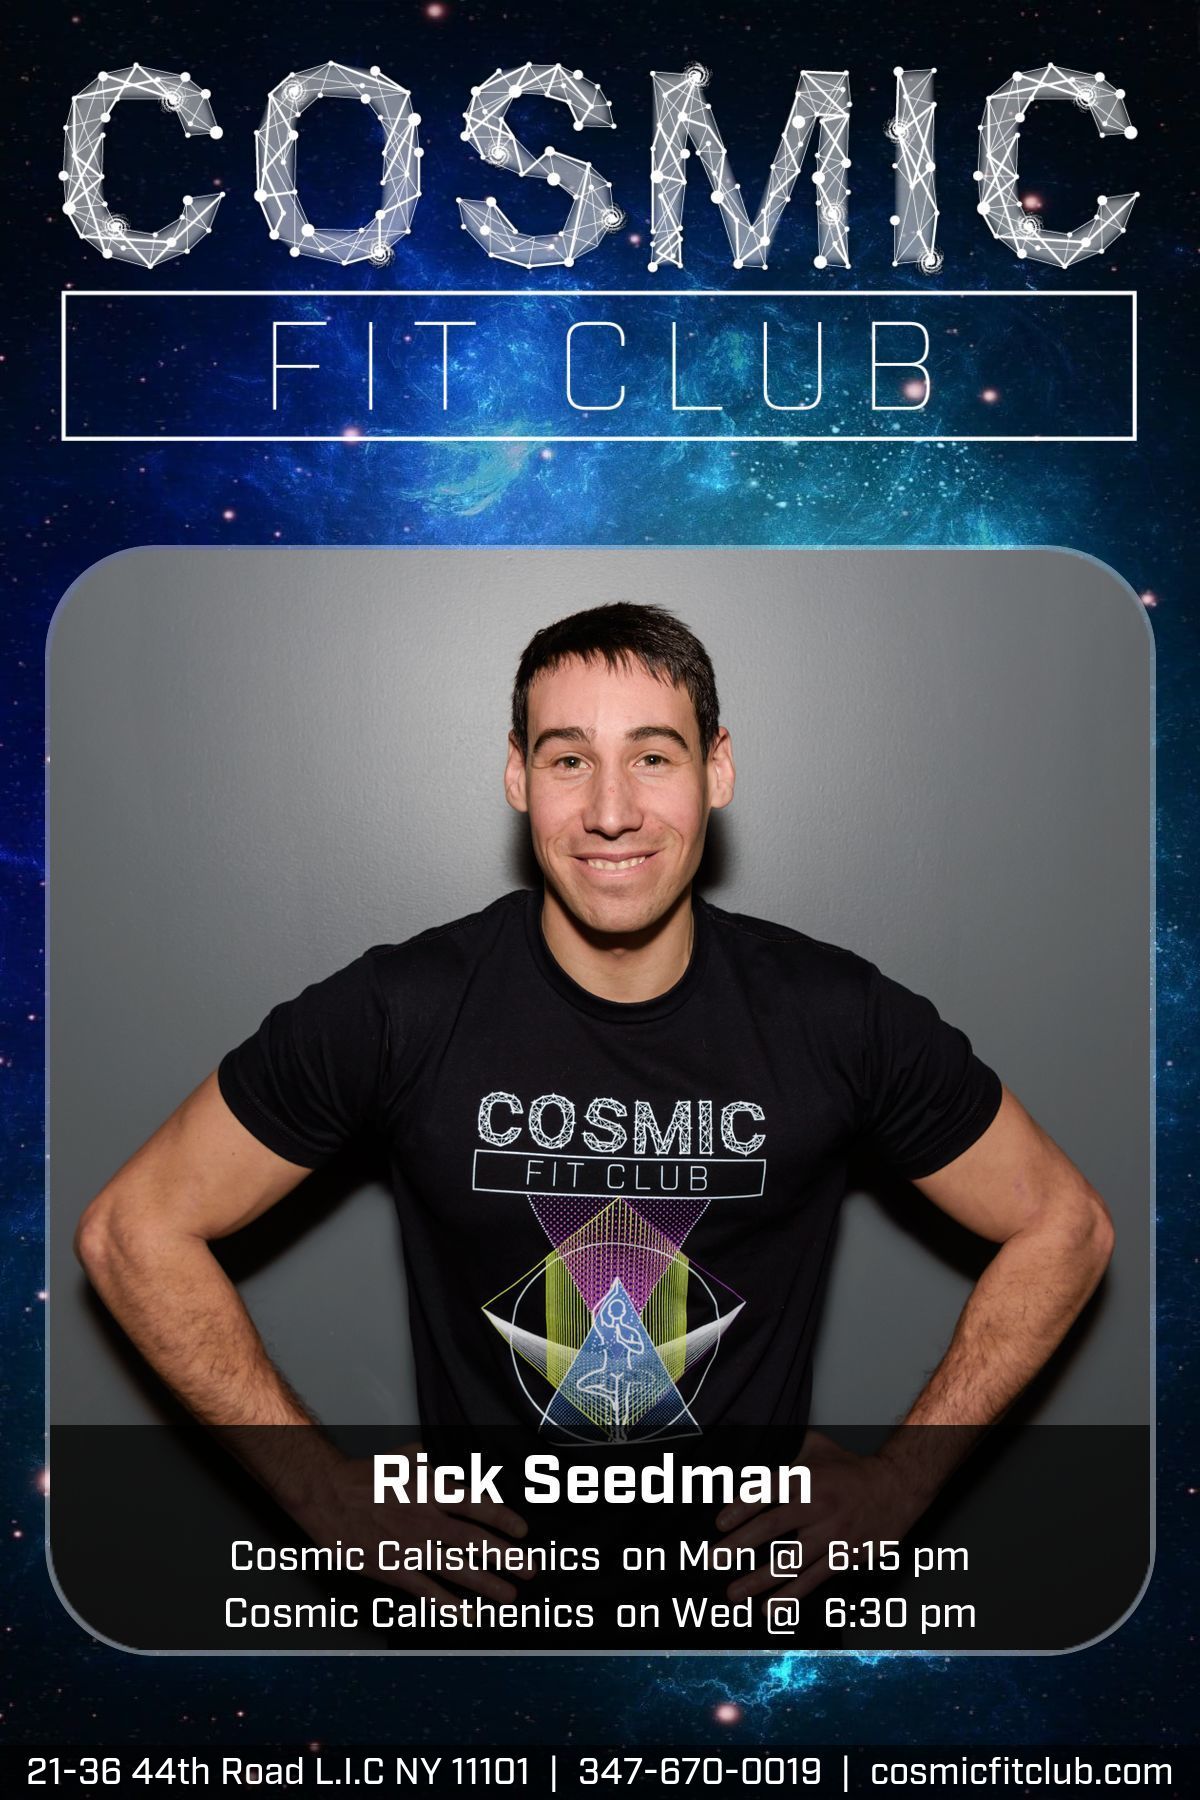 COSMIC
FIT CLUB
COSMIC
FIT CLUB
Rick Seedman
Cosmic Calisthenics on Mon @ 6:15 pm
Cosmic Calisthenics on Wed @ 6:30 pm
21-36 44th Road L.I.C NY 11101 | 347-670-0019 | cosmicfitclub.com